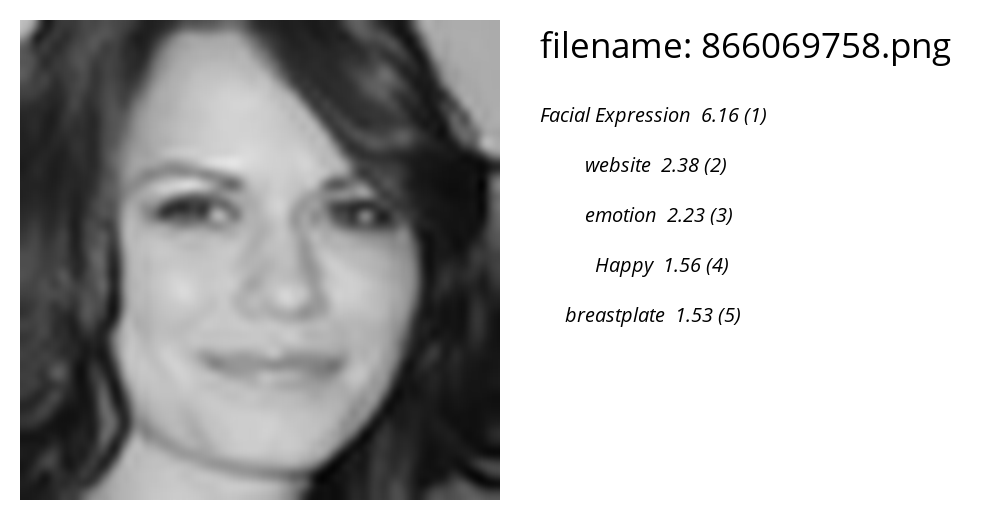 filename: 866069758.png
Facial Expression 6.16 (1)
website 2.38 (2)
emotion 2.23 (3)
Happy 1.56 (4)
breastplate 1.53 (5)